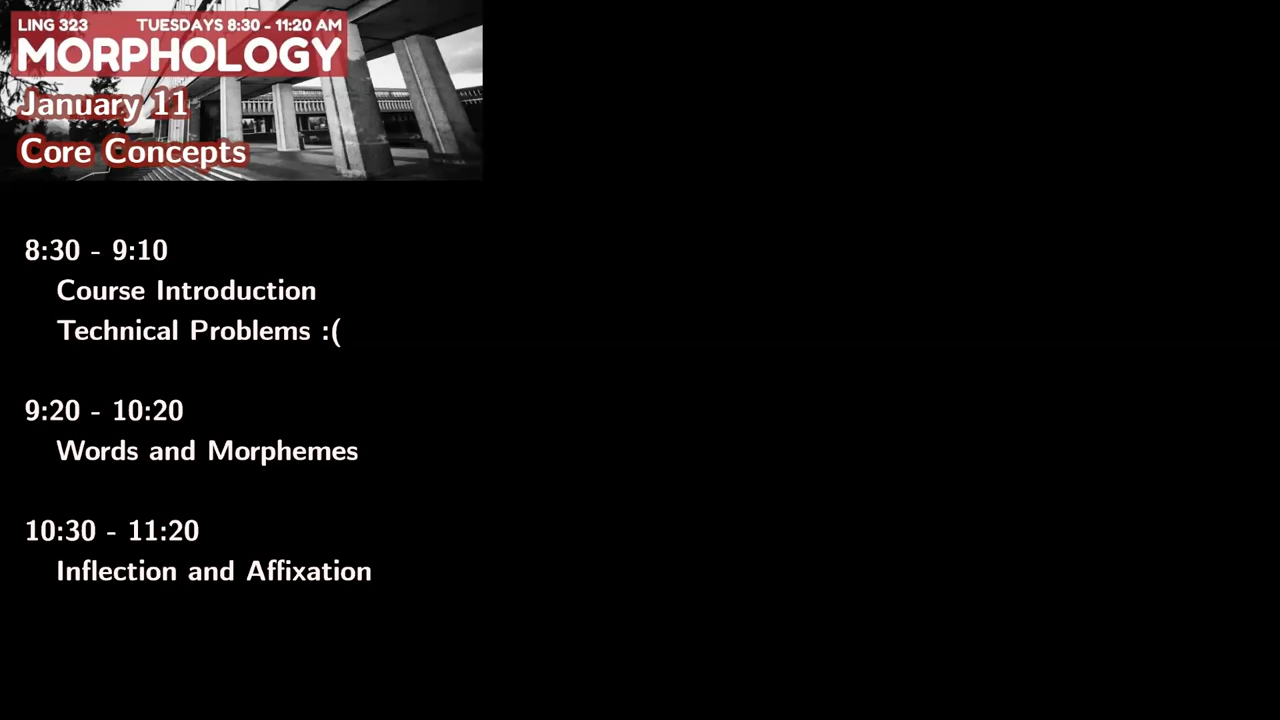 LING 323 TUESDAYS 8:30 - 11:20 AM
MORPHOLOGY
January 11
Core Concepts
8:30 - 9:10
Course Introduction
Technical Problems :(
9:20 - 10:20
Words and Morphemes
10:30 - 11:20
Inflection and Affixation